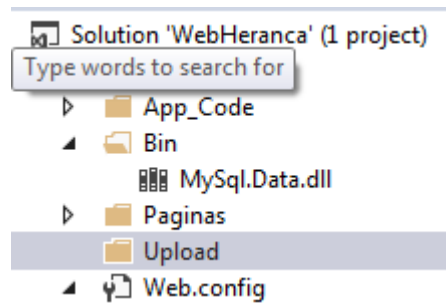 Solution 'WebHeranca' (1 project)
Type words to search for
App_Code
Bin
MySql.Data.dll
Paginas
Upload
Web.config